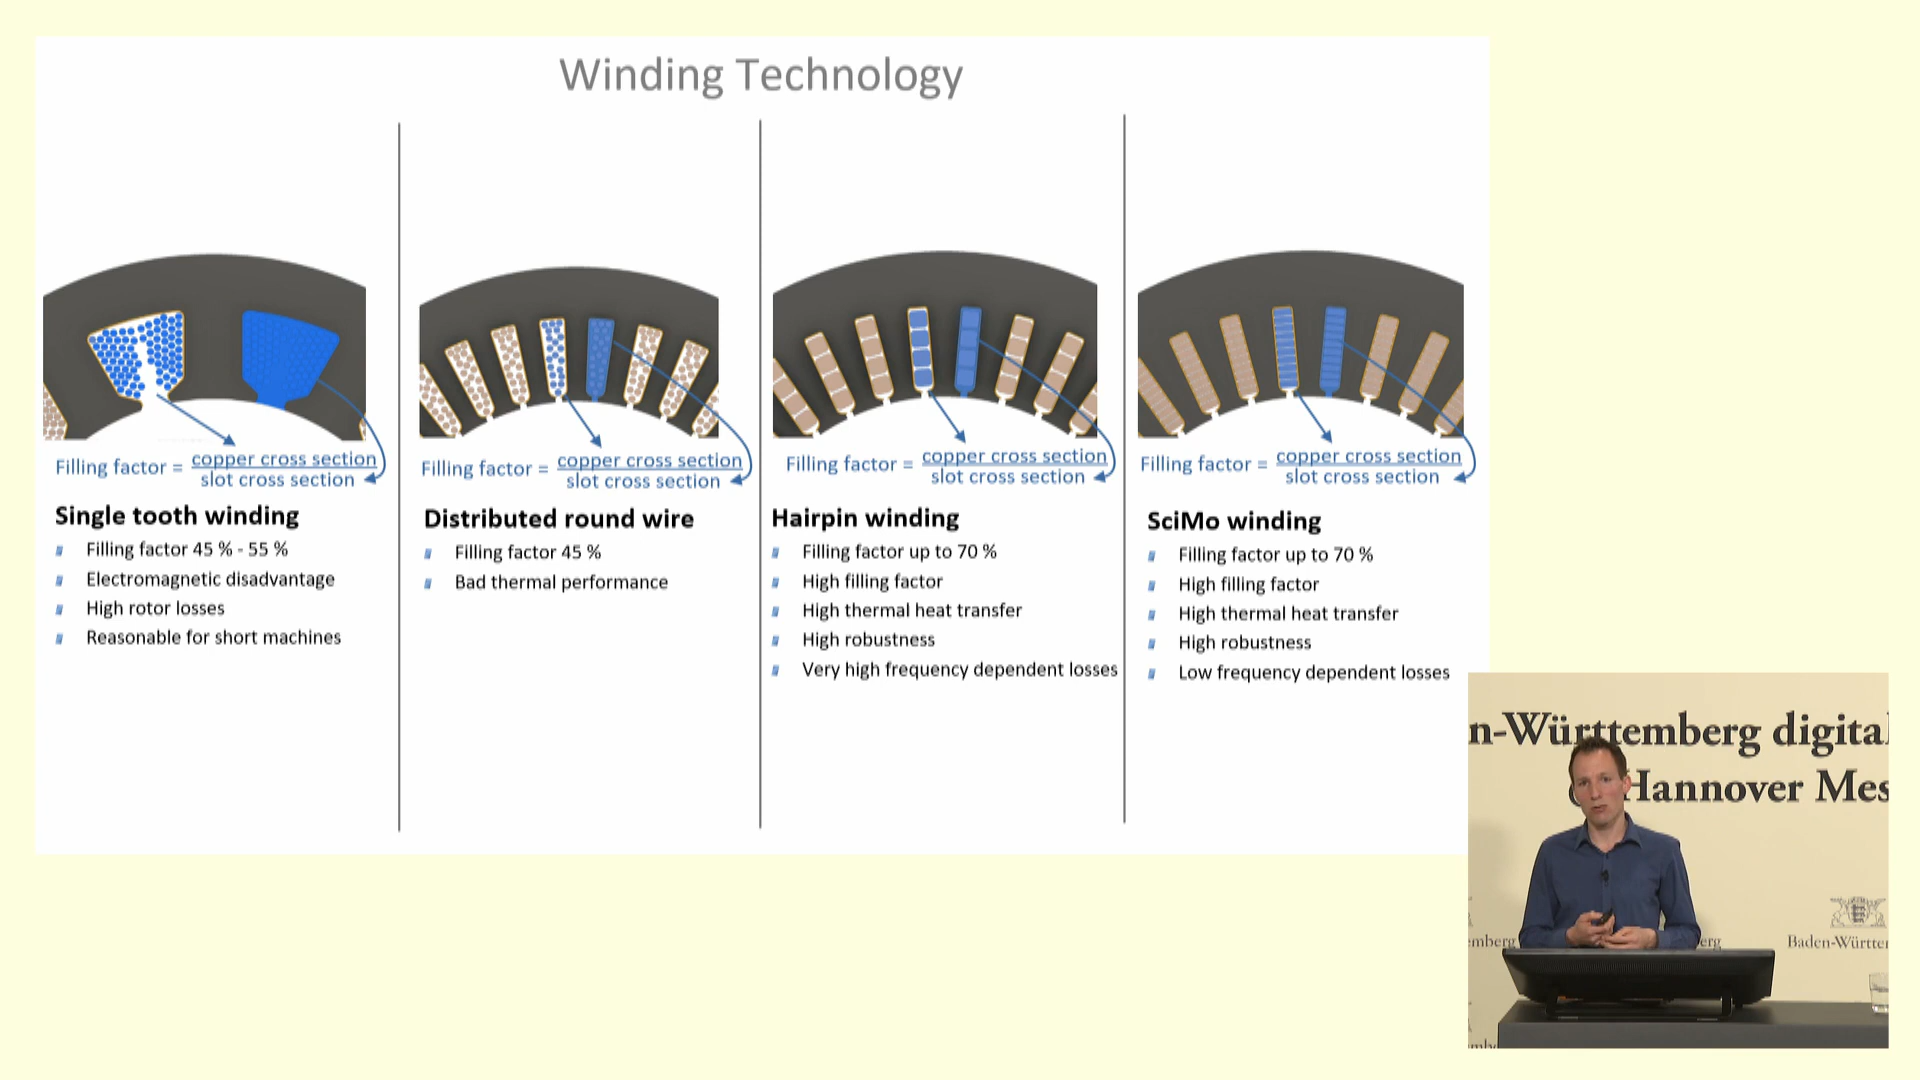 Winding Technology
Filling factor = copper cross section
slot cross section
Single tooth winding
Filling factor 45 % - 55 %
Electromagnetic disadvantage
High rotor losses
Reasonable for short machines
Filling factor = copper cross section
slot cross section
Distributed round wire
Filling factor 45 %
Bad thermal performance
Filling factor = copper cross section
slot cross section
Hairpin winding
Filling factor up to 70 %
High filling factor
High thermal heat transfer
High robustness
Very high frequency dependent losses
Filling factor = copper cross section
slot cross section
SciMo winding
Filling factor up to 70 %
High filling factor
High thermal heat transfer
High robustness
Low frequency dependent losses
n-Württemberg digital
Hannover Mes
emberg
erg
Baden-Württe